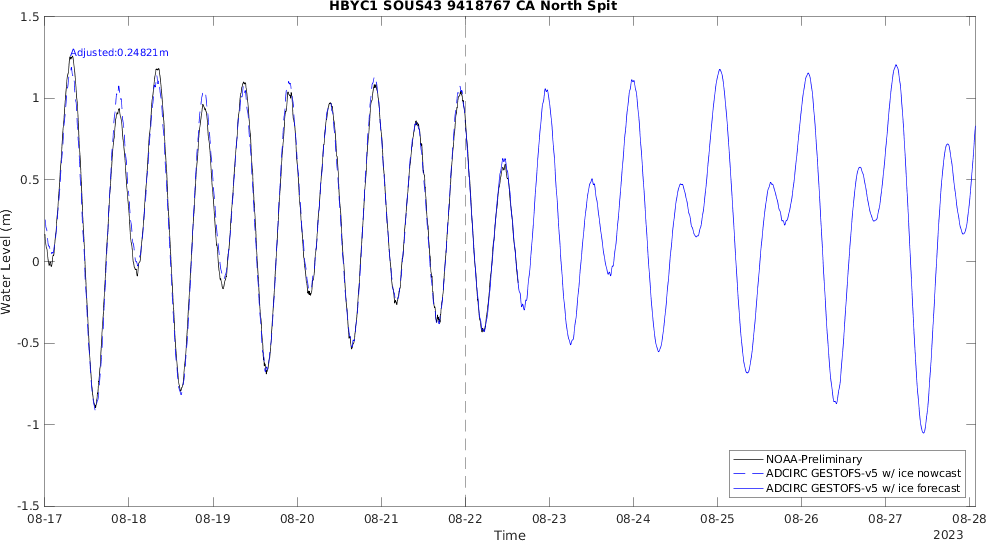 HBYC1 SOUS43 9418767 CA North Spit
Adjusted:0.24821m
Water Level (m)
1.5
1
0.5
0
-0.5
-1
-1.5
NOAA-Preliminary
ADCIRC GESTOFS-v5 w/ ice nowcast
ADCIRC GESTOFS-v5 w/ ice forecast
08-17 08-18 08-19 08-20 08-21 08-22 08-23 08-24 08-25 08-26 08-27 08-28
Time
2023